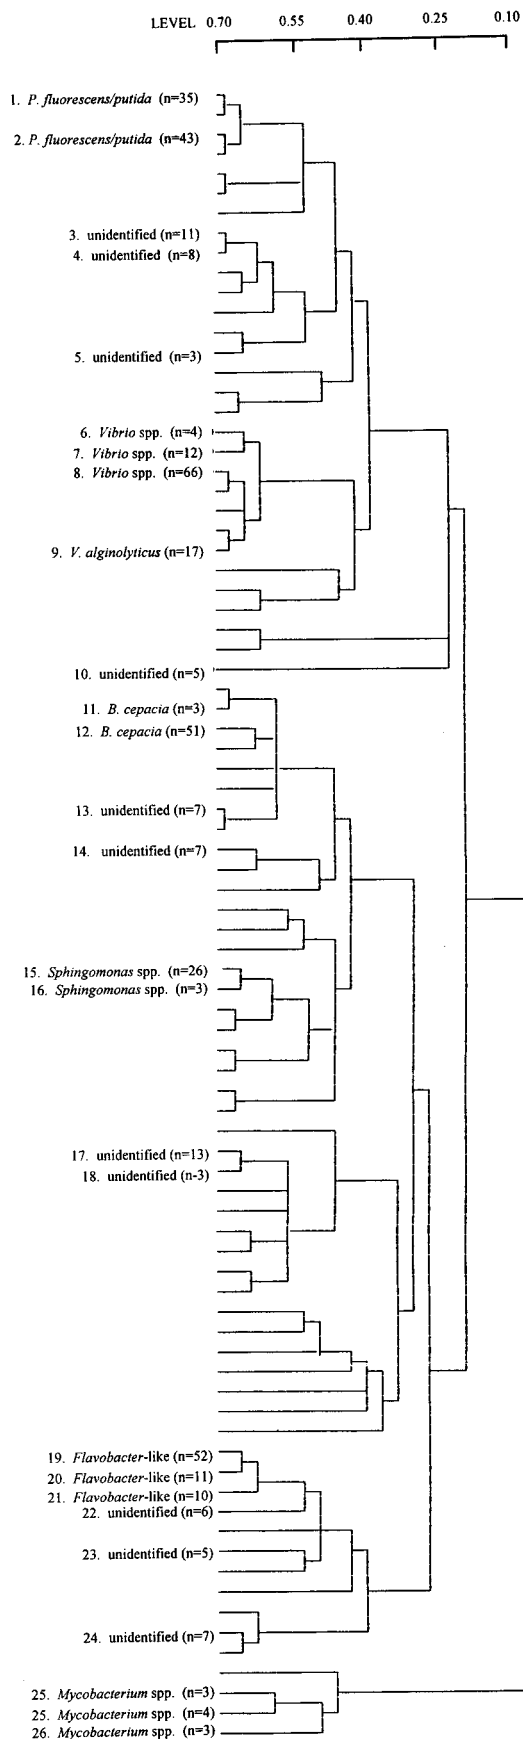 LEVEL 0.70 0.55 0.40 0.25 0.10
1. P. fluorescens/putida (n=35)
2. P. fluorescens/putida (n=43)
3. unidentified (n=11)
4. unidentified (n=8)
5. unidentified (n=3)
6. Vibrio spp. (n=4)
7. Vibrio spp. (n=12)
8. Vibrio spp. (n=66)
9. V. alginolyticus (n=17)
10. unidentified (n=5)
11. B. cepacia (n=3)
12. B. cepacia (n=51)
13. unidentified (n=7)
14. unidentified (n=7)
15. Sphingomonas spp. (n=26)
16. Sphingomonas spp. (n=3)
17. unidentified (n=13)
18. unidentified (n-3)
19. Flavobacter-like (n=52)
20. Flavobacter-like (n=11)
21. Flavobacter-like (n=10)
22. unidentified (n=6)
23. unidentified (n=5)
24. unidentified (n=7)
25. Mycobacterium spp. (n=3)
25. Mycobacterium spp. (n=4)
26. Mycobacterium spp. (n=3)